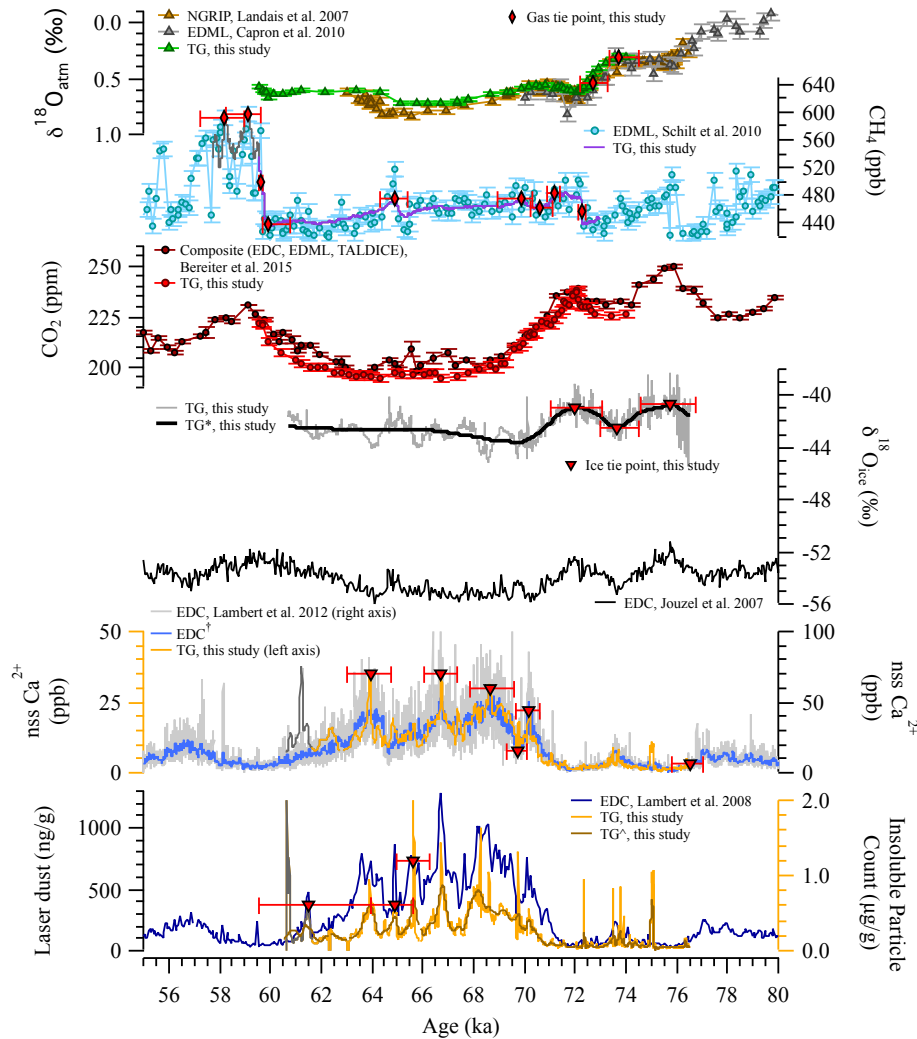 NGRIP, Landais et al. 2007
EDML, Capron et al. 2010
TG, this study
Gas tie point, this study
δ18Oatm (‰)
0.0
0.5
1.0
640
600
560
520
480
440
CH4 (ppb)
EDML, Schilt et al. 2010
TG, this study
Composite (EDC, EDML, TALDICE),
Bereiter et al. 2015
TG, this study
CO2 (ppm)
250
225
200
TG, this study
TG*, this study
Ice tie point, this study
-40
-42
-44
-52
-54
-56
δ18Oice (‰)
EDC, Jouzel et al. 2007
EDC, Lambert et al. 2012 (right axis)
EDC†
TG, this study (left axis)
nss Ca2+
(ppb)
50
25
0
100
50
0
nss Ca2+
(ppb)
EDC, Lambert et al. 2008
TG, this study
TG^, this study
Laser dust (ng/g)
1000
500
0
2.0
1.0
0.0
Insoluble Particle
Count (µg/g)
56 58 60 62 64 66 68 70 72 74 76 78 80
Age (ka)